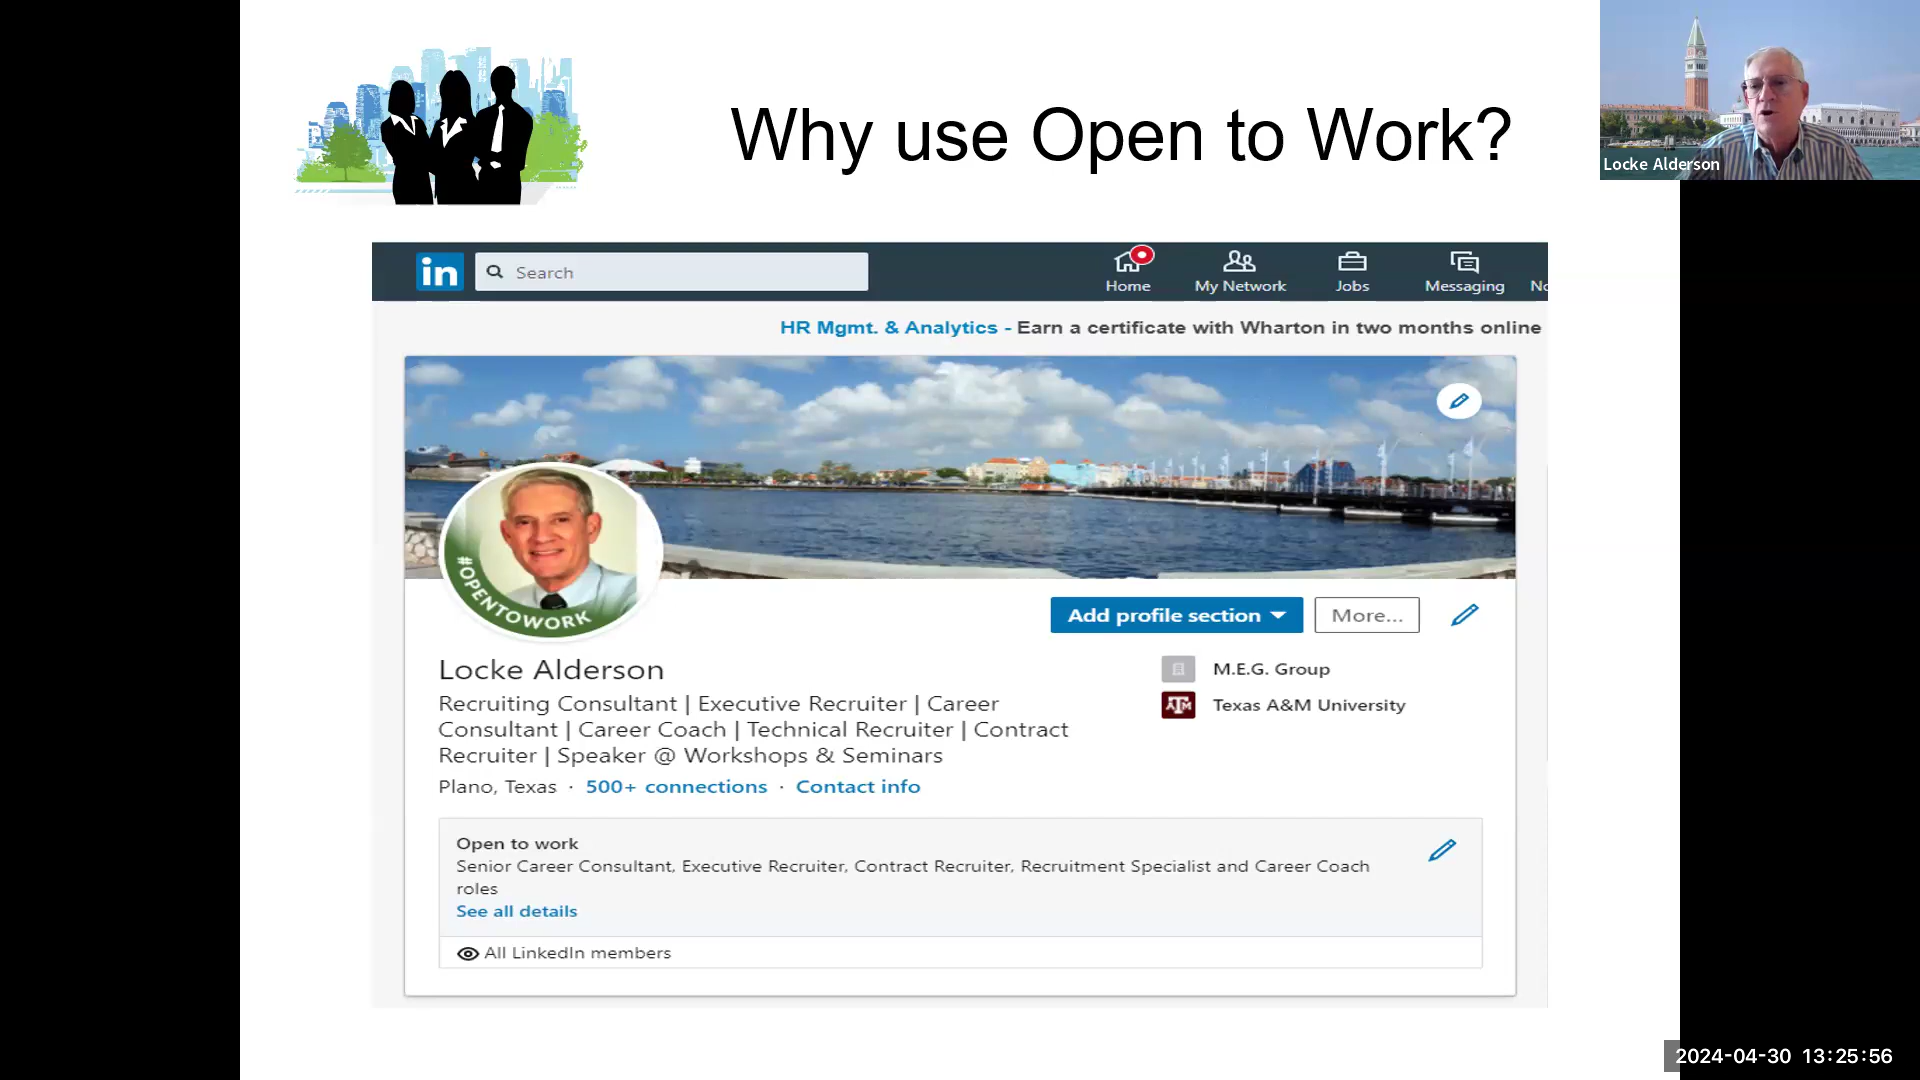 Why use Open to Work?
Locke Alderson
in
Search
Home
My Network
Jobs
Messaging
No
HR Mgmt. & Analytics - Earn a certificate with Wharton in two months online
#OPENTOWORK
Add profile section
More...
Locke Alderson
M.E.G. Group
Recruiting Consultant | Executive Recruiter | Career
Consultant | Career Coach | Technical Recruiter | Contract
Recruiter | Speaker @ Workshops & Seminars
ATM
Texas A&M University
Plano, Texas · 500+ connections · Contact info
Open to work
Senior Career Consultant, Executive Recruiter, Contract Recruiter, Recruitment Specialist and Career Coach
roles
See all details
All LinkedIn members
2024-04-30 13:25:56